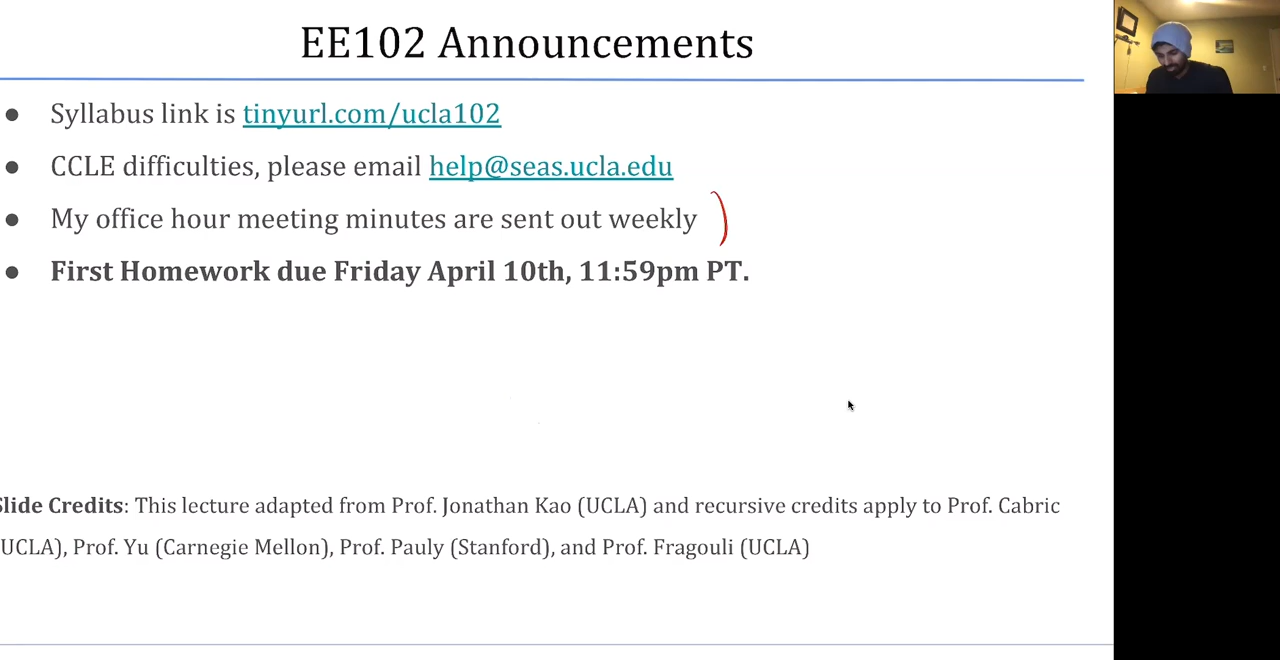 EE102 Announcements
● Syllabus link is tinyurl.com/ucla102
● CCLE difficulties, please email help@seas.ucla.edu
● My office hour meeting minutes are sent out weekly
● First Homework due Friday April 10th, 11:59pm PT.
Slide Credits: This lecture adapted from Prof. Jonathan Kao (UCLA) and recursive credits apply to Prof. Cabric
UCLA), Prof. Yu (Carnegie Mellon), Prof. Pauly (Stanford), and Prof. Fragouli (UCLA)